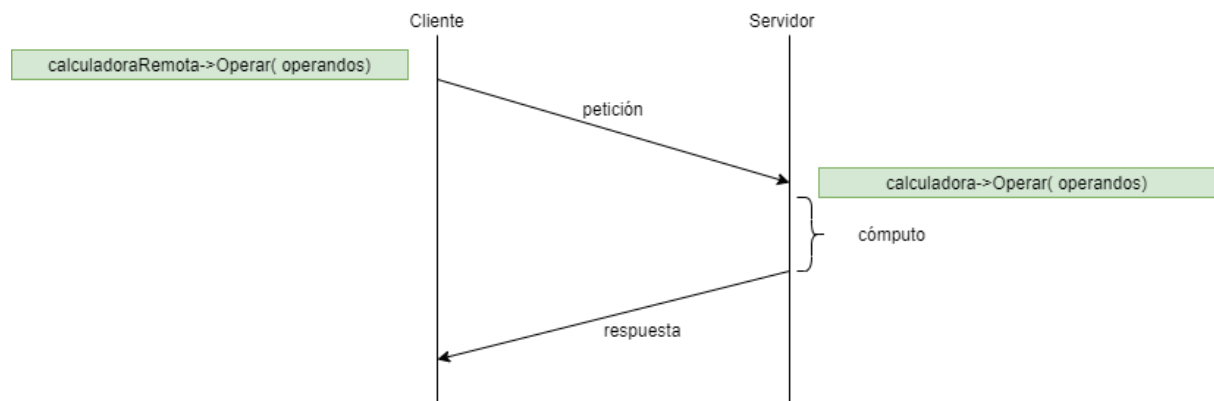 Cliente
Servidor
calculadoraRemota->Operar( operandos)
petición
calculadora->Operar( operandos)
cómputo
respuesta